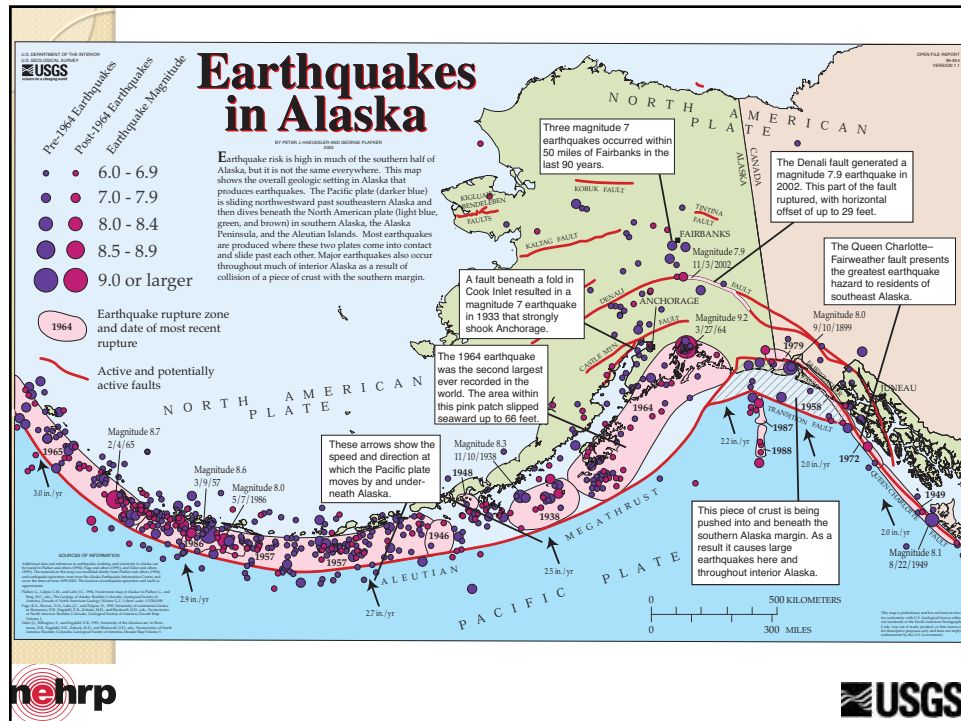 U.S. DEPARTMENT OF THE INTERIOR
U.S. GEOLOGICAL SURVEY
USGS
science for a changing world
OPEN-FILE REPORT
VERSION 1.1
Earthquakes
in Alaska
BY PETER J. HAEUSSLER AND GEORGE PLAFKER
Pre-1964 Earthquakes
Post-1964 Earthquakes
Earthquake Magnitude
6.0 - 6.9
7.0 - 7.9
8.0 - 8.4
8.5 - 8.9
9.0 or larger
1964
Earthquake rupture zone
and date of most recent
rupture
Active and potentially
active faults
Earthquake risk is high in much of the southern half of
Alaska, but it is not the same everywhere. This map
shows the overall geologic setting in Alaska that
produces earthquakes. The Pacific plate (darker blue)
is sliding northwestward past southeastern Alaska and
then dives beneath the North American plate (light blue,
green, and brown) in southern Alaska, the Alaska
Peninsula, and the Aleutian Islands. Most earthquakes
are produced where these two plates come into contact
and slide past each other. Major earthquakes also occur
throughout much of interior Alaska as a result of
collision of a piece of crust with the southern margin.
NORTH AMERICAN
PLATE
Three magnitude 7
earthquakes occurred within
50 miles of Fairbanks in the
last 90 years.
ALASKA
CANADA
The Denali fault generated a
magnitude 7.9 earthquake in
2002. This part of the fault
ruptured, with horizontal
offset of up to 29 feet.
KOBUK FAULT
KIGLUAIK
BENDELEBEN
FAULTS
TINTINA
FAULT
KALTAG FAULT
FAIRBANKS
Magnitude 7.9
11/3/2002
The Queen Charlotte–
Fairweather fault presents
the greatest earthquake
hazard to residents of
southeast Alaska.
A fault beneath a fold in
Cook Inlet resulted in a
magnitude 7 earthquake
in 1933 that strongly
shook Anchorage.
DENALI
FAULT
ANCHORAGE
Magnitude 9.2
3/27/64
Magnitude 8.0
9/10/1899
CASTLE MTN.
FAULT
The 1964 earthquake
was the second largest
ever recorded in the
world. The area within
this pink patch slipped
seaward up to 66 feet.
1979
JUNEAU
NORTH AMERICAN
PLATE
1964
1958
TRANSITION FAULT
1987
1988
1972
2.2 in./yr
2.0 in./yr
1965
Magnitude 8.7
2/4/65
3.0 in./yr
Magnitude 8.6
3/9/57
Magnitude 8.0
5/7/1986
These arrows show the
speed and direction at
which the Pacific plate
moves by and under-
neath Alaska.
Magnitude 8.3
11/10/1938
1948
1938
1946
1986
1957
1957
2.9 in./yr
2.7 in./yr
2.5 in./yr
ALEUTIAN
MEGATHRUST
PACIFIC PLATE
This piece of crust is being
pushed into and beneath the
southern Alaska margin. As a
result it causes large
earthquakes here and
throughout interior Alaska.
QUEEN CHARLOTTE
FAULT
1949
2.0 in./yr
Magnitude 8.1
8/22/1949
SOURCES OF INFORMATION
0 500 KILOMETERS
0 300 MILES
nehrp
USGS